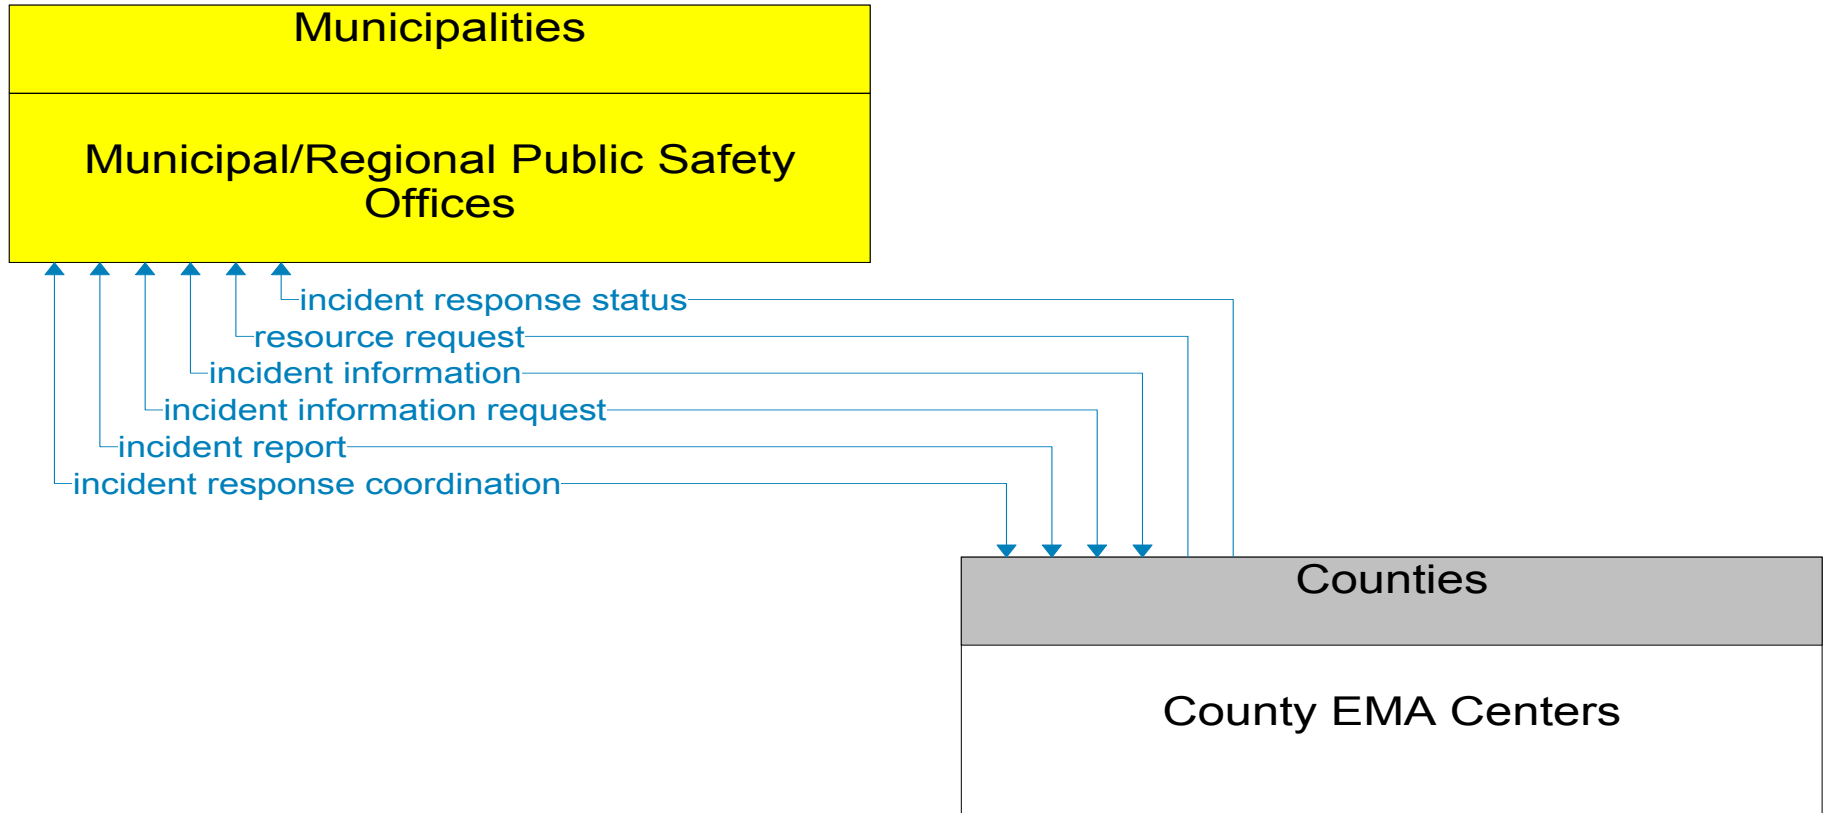 Municipalities
Municipal/Regional Public Safety
Offices
incident response status
resource request
incident information
incident information request
incident report
incident response coordination
Counties
County EMA Centers